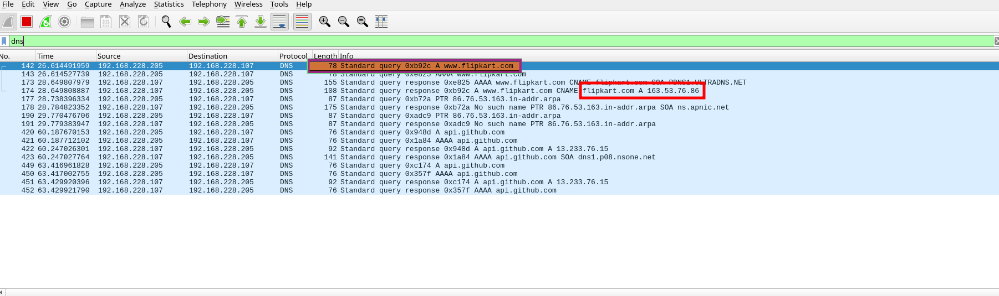 File Edit View Go Capture Analyze Statistics Telephony Wireless Tools Help
dns
No. Time Source Destination Protocol Length Info
142 26.614491959 192.168.228.205 192.168.228.107 DNS 78 Standard query 0xb92c A www.flipkart.com
143 26.614527739 192.168.228.205 192.168.228.107 DNS 78 Standard query 0xe825 AAAA www.flipkart.com
173 28.649807979 192.168.228.107 192.168.228.205 DNS 155 Standard query response 0xe825 AAAA www.flipkart.com CNAME flipkart.com SOA PDNS1.ULTRADNS.NET
174 28.649808887 192.168.228.107 192.168.228.205 DNS 108 Standard query response 0xb92c A www.flipkart.com CNAME flipkart.com A 163.53.76.86
177 28.738396334 192.168.228.205 192.168.228.107 DNS 87 Standard query 0xb72a PTR 86.76.53.163.in-addr.arpa
178 28.784823352 192.168.228.107 192.168.228.205 DNS 175 Standard query response 0xb72a No such name PTR 86.76.53.163.in-addr.arpa SOA ns.apnic.net
190 29.770476706 192.168.228.205 192.168.228.107 DNS 87 Standard query 0xadc9 PTR 86.76.53.163.in-addr.arpa
191 29.779383947 192.168.228.107 192.168.228.205 DNS 87 Standard query response 0xadc9 No such name PTR 86.76.53.163.in-addr.arpa
420 60.187670153 192.168.228.205 192.168.228.107 DNS 76 Standard query 0x948d A api.github.com
421 60.187712102 192.168.228.205 192.168.228.107 DNS 76 Standard query 0x1a84 AAAA api.github.com
422 60.247026301 192.168.228.107 192.168.228.205 DNS 92 Standard query response 0x948d A api.github.com A 13.233.76.15
423 60.247027764 192.168.228.107 192.168.228.205 DNS 141 Standard query response 0x1a84 AAAA api.github.com SOA dns1.p08.nsone.net
449 63.416961828 192.168.228.205 192.168.228.107 DNS 76 Standard query 0xc174 A api.github.com
450 63.417002755 192.168.228.205 192.168.228.107 DNS 76 Standard query 0x357f AAAA api.github.com
451 63.429920396 192.168.228.107 192.168.228.205 DNS 92 Standard query response 0xc174 A api.github.com A 13.233.76.15
452 63.429921790 192.168.228.107 192.168.228.205 DNS 76 Standard query response 0x357f AAAA api.github.com